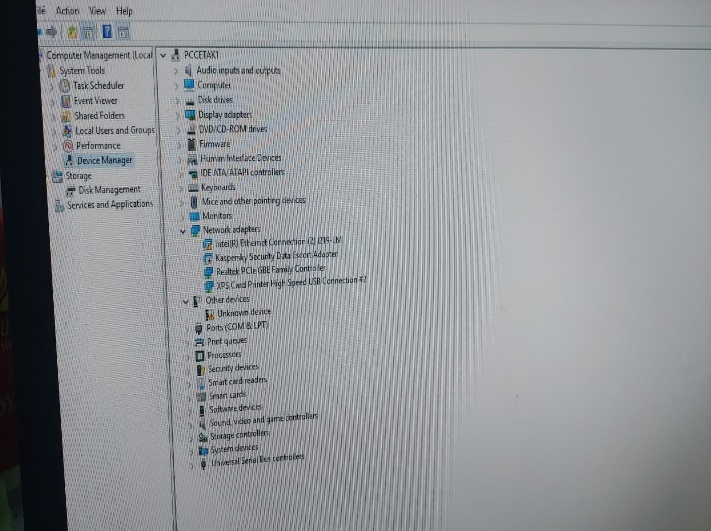 File Action View Help
Computer Management (Local
System Tools
Task Scheduler
Event Viewer
Shared Folders
Local Users and Groups
Performance
Device Manager
Storage
Disk Management
Services and Applications
PCCETAK1
Audio inputs and outputs
Computer
Disk drives
Display adapters
DVD/CD-ROM drives
Firmware
Human Interface Devices
IDE ATA/ATAPI controllers
Keyboards
Mice and other pointing devices
Monitors
Network adapters
Intel(R) Ethernet Connection (2) I219-LM
Kaspersky Security Data Escort Adapter
Realtek PCIe GBE Family Controller
XPS Card Printer High Speed USB Connection #2
Other devices
Unknown device
Ports (COM & LPT)
Print queues
Processors
Security devices
Smart card readers
Smart cards
Software devices
Sound, video and game controllers
Storage controllers
System devices
Universal Serial Bus controllers